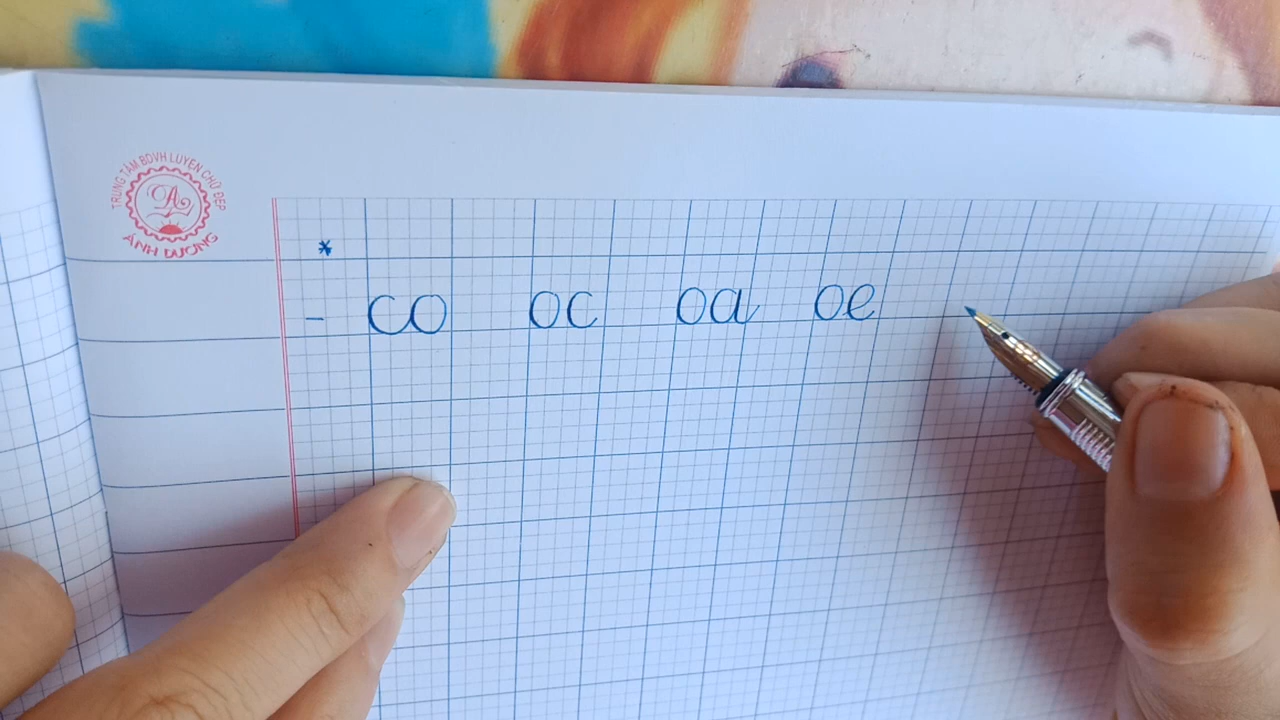 TRUNG TÂM BDVH LUYỆN CHỮ ĐẸP
A
ÁNH DƯƠNG
*
- co oc oa oe